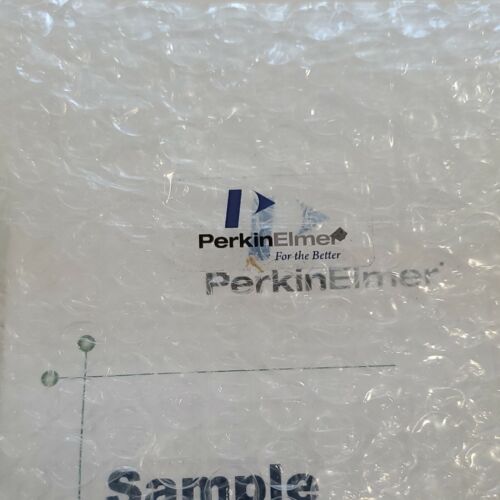 PerkinElmer
For the Better
PerkinElmer
Sample